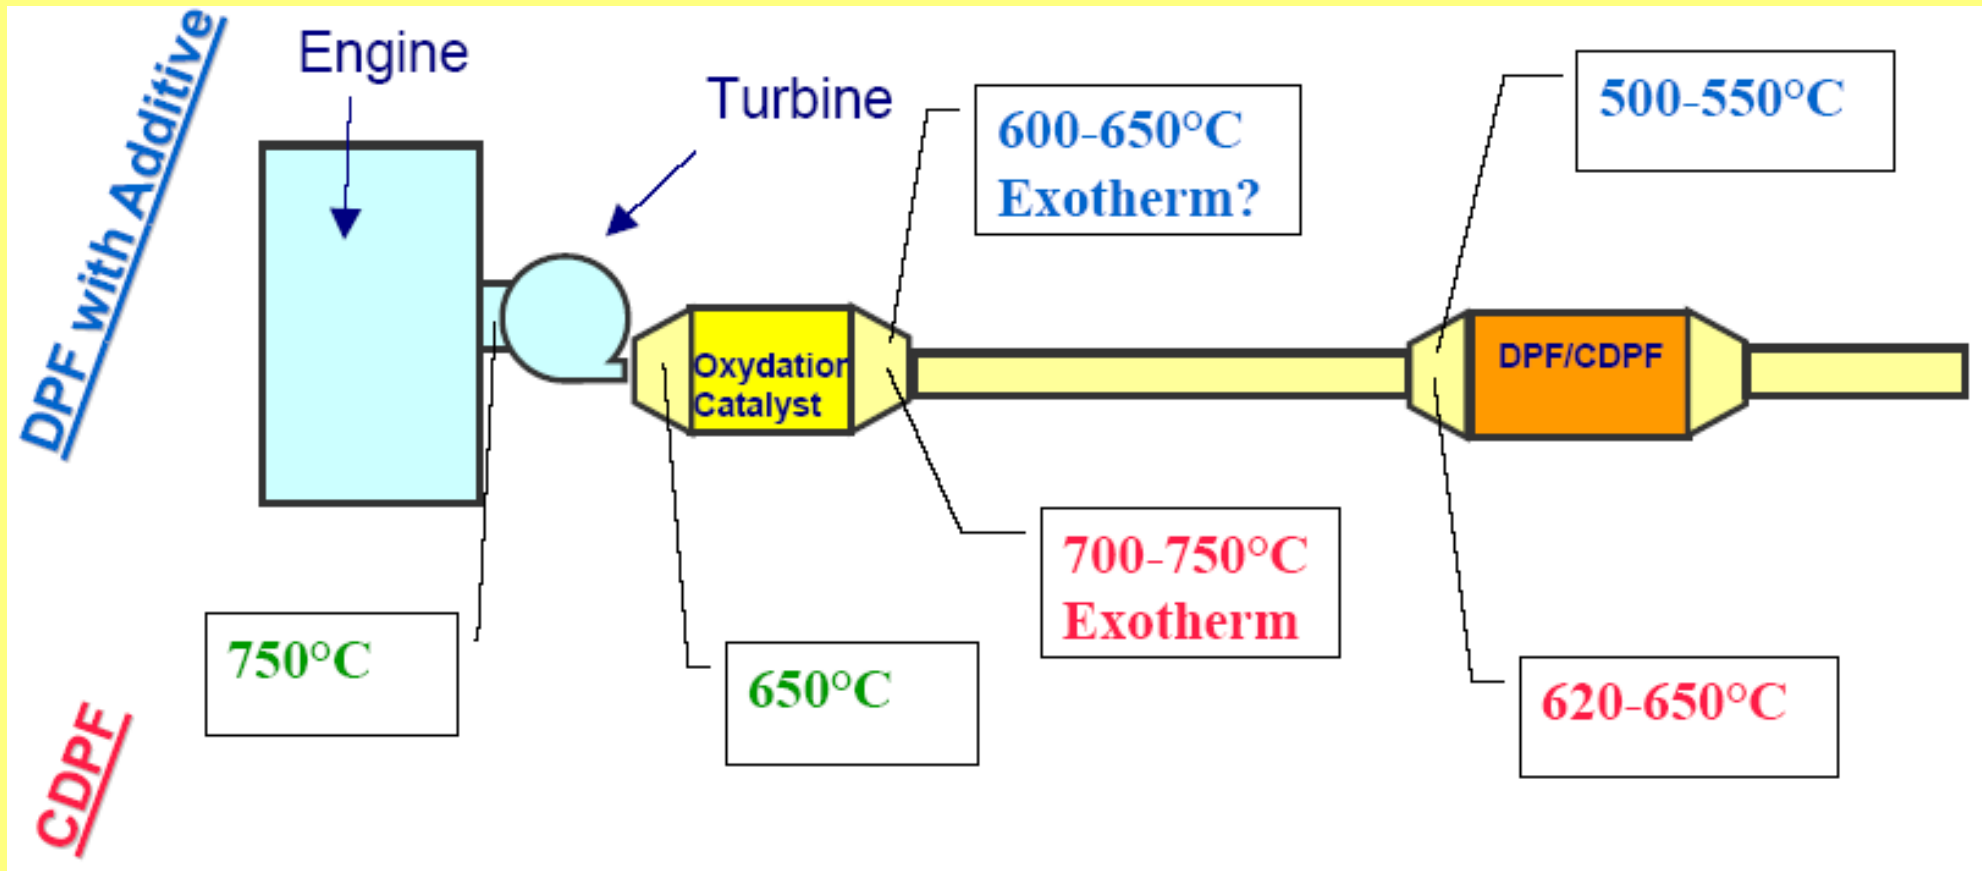 DPF with Additive
Engine
Turbine
600-650°C
Exotherm?
500-550°C
Oxydation
Catalyst
DPF/CDPF
700-750°C
Exotherm
750°C
650°C
620-650°C
CDPF